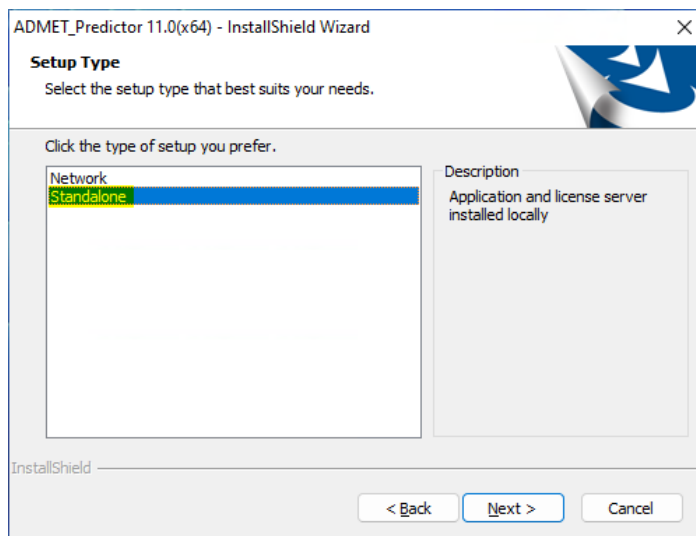 ADMET_Predictor 11.0(x64) - InstallShield Wizard
Setup Type
Select the setup type that best suits your needs.
Click the type of setup you prefer.
Network
Standalone
Description
Application and license server
installed locally
InstallShield
< Back
Next >
Cancel